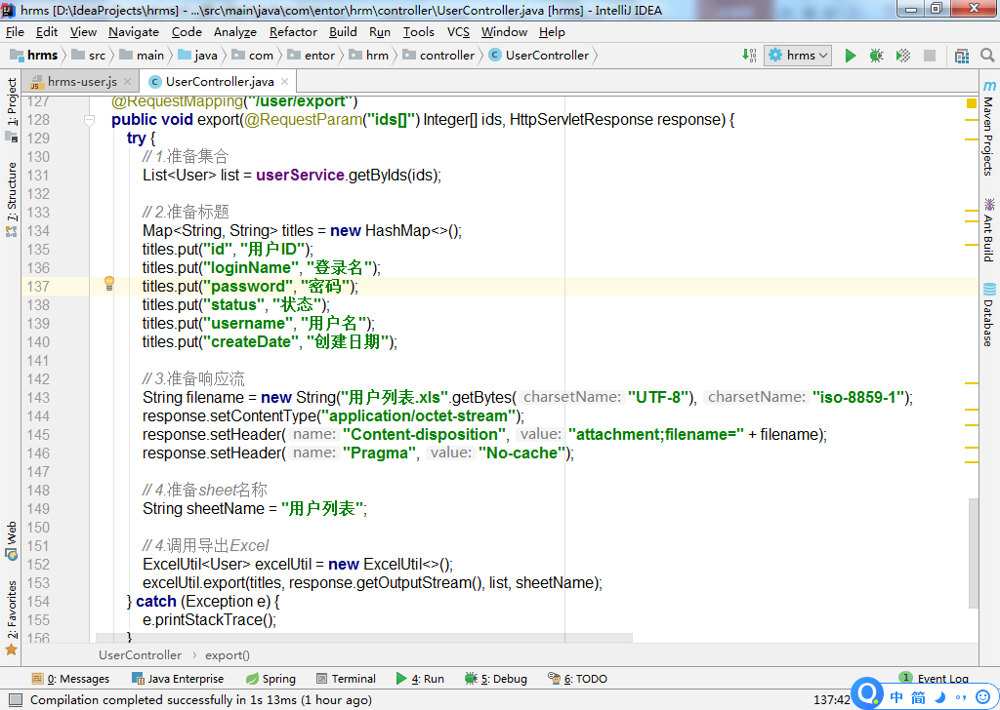 hrms [D:\IdeaProjects\hrms] - ...\src\main\java\com\entor\hrm\controller\UserController.java [hrms] - IntelliJ IDEA
File Edit View Navigate Code Analyze Refactor Build Run Tools VCS Window Help
hrms src main java com entor hrm controller UserController hrms
hrms-user.js UserController.java
1: Project
7: Structure
Web
2: Favorites
127 @RequestMapping("/user/export")
128 public void export(@RequestParam("ids[]") Integer[] ids, HttpServletResponse response) {
129 try {
130 // 1.准备集合
131 List<User> list = userService.getByIds(ids);
132
133 // 2.准备标题
134 Map<String, String> titles = new HashMap<>();
135 titles.put("id", "用户ID");
136 titles.put("loginName", "登录名");
137 titles.put("password", "密码");
138 titles.put("status", "状态");
139 titles.put("username", "用户名");
140 titles.put("createDate", "创建日期");
141
142 // 3.准备响应流
143 String filename = new String("用户列表.xls".getBytes( charsetName: "UTF-8"), charsetName: "iso-8859-1");
144 response.setContentType("application/octet-stream");
145 response.setHeader( name: "Content-disposition", value: "attachment;filename=" + filename);
146 response.setHeader( name: "Pragma", value: "No-cache");
147
148 // 4.准备sheet名称
149 String sheetName = "用户列表";
150
151 // 4.调用导出Excel
152 ExcelUtil<User> excelUtil = new ExcelUtil<>();
153 excelUtil.export(titles, response.getOutputStream(), list, sheetName);
154 } catch (Exception e) {
155 e.printStackTrace();
156 }
Maven Projects
Ant Build
Database
UserController › export()
0: Messages Java Enterprise Spring Terminal 4: Run 5: Debug 6: TODO 1 Event Log
Compilation completed successfully in 1s 13ms (1 hour ago) 137:42
中 简